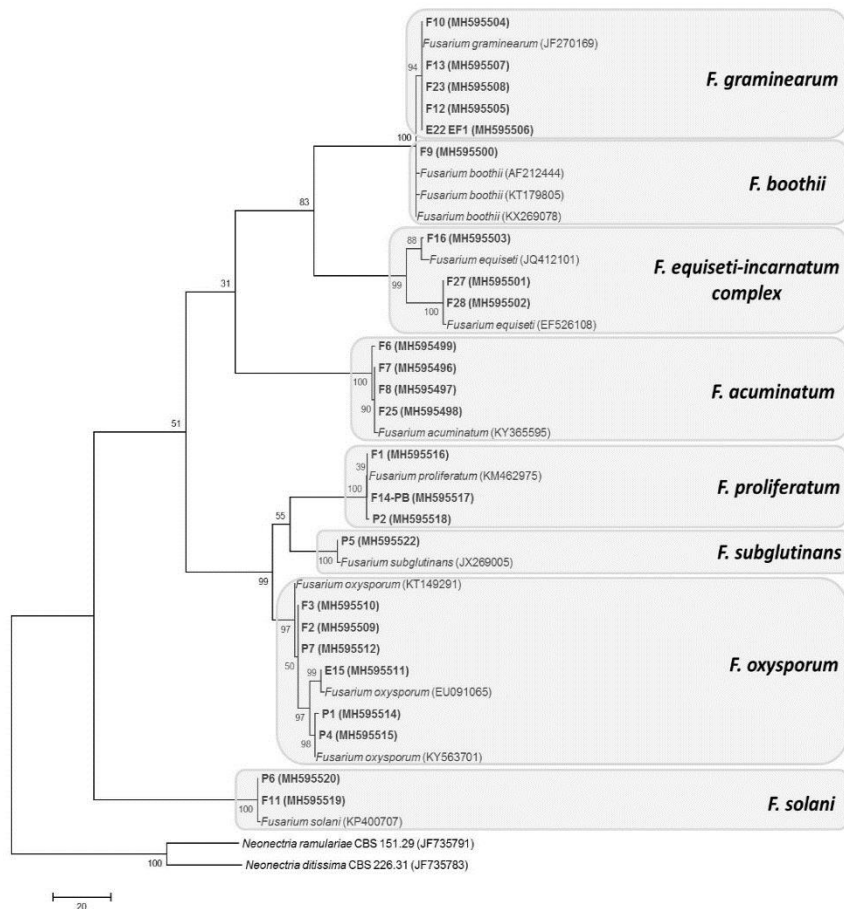 F10 (MH595504)
Fusarium graminearum (JF270169)
94
F13 (MH595507)
F. graminearum
F23 (MH595508)
F12 (MH595505)
E22 EF1 (MH595506)
100
F9 (MH595500)
Fusarium boothii (AF212444)
F. boothii
Fusarium boothii (KT179805)
83
Fusarium boothii (KX269078)
88
F16 (MH595503)
Fusarium equiseti (JQ412101)
F. equiseti-incarnatum
complex
99
F27 (MH595501)
31
F28 (MH595502)
100
Fusarium equiseti (EF526108)
F6 (MH595499)
F7 (MH595496)
100
F8 (MH595497)
F. acuminatum
90
F25 (MH595498)
51
Fusarium acuminatum (KY365595)
F1 (MH595516)
39
Fusarium proliferatum (KM462975)
F. proliferatum
100
F14-PB (MH595517)
55
P2 (MH595518)
P5 (MH595522)
F. subglutinans
100
Fusarium subglutinans (JX269005)
99
Fusarium oxysporum (KT149291)
F3 (MH595510)
97
F2 (MH595509)
P7 (MH595512)
50
F. oxysporum
99
E15 (MH595511)
Fusarium oxysporum (EU091065)
97
P1 (MH595514)
P4 (MH595515)
98
Fusarium oxysporum (KY563701)
P6 (MH595520)
F11 (MH595519)
F. solani
100
Fusarium solani (KP400707)
Neonectria ramulariae CBS 151.29 (JF735791)
100
Neonectria ditissima CBS 226.31 (JF735783)
20